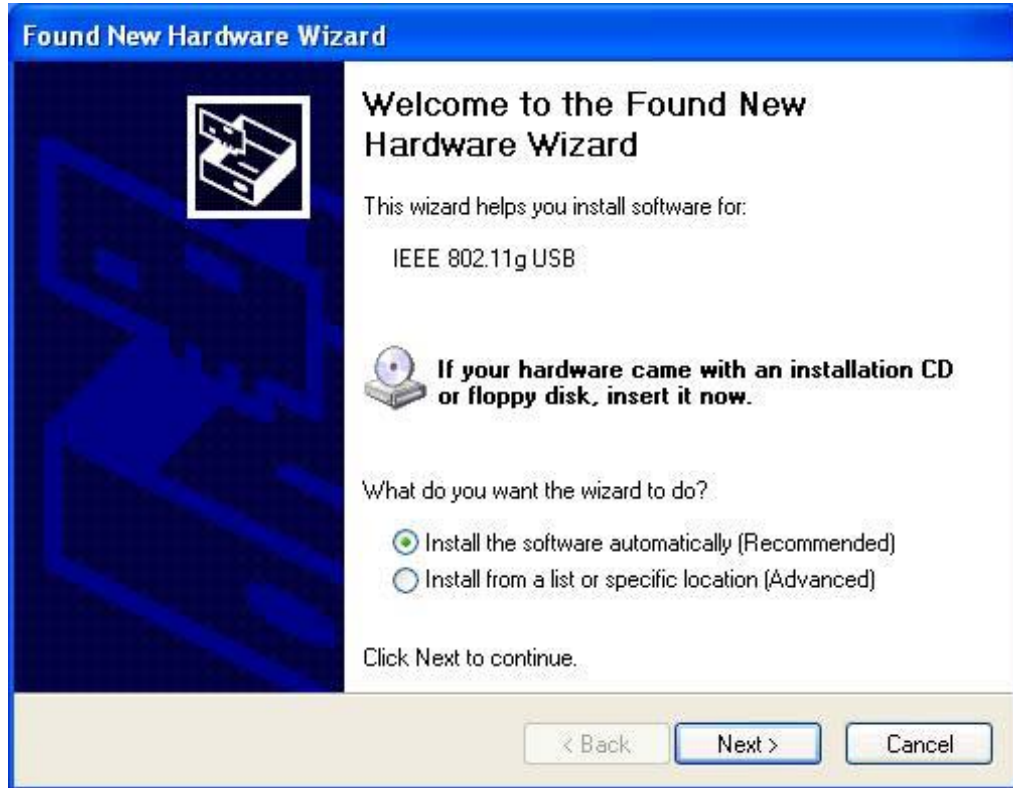 Found New Hardware Wizard
Welcome to the Found New
Hardware Wizard
This wizard helps you install software for:
IEEE 802.11g USB
If your hardware came with an installation CD
or floppy disk, insert it now.
What do you want the wizard to do?
Install the software automatically (Recommended)
Install from a list or specific location (Advanced)
Click Next to continue.
< Back Next > Cancel